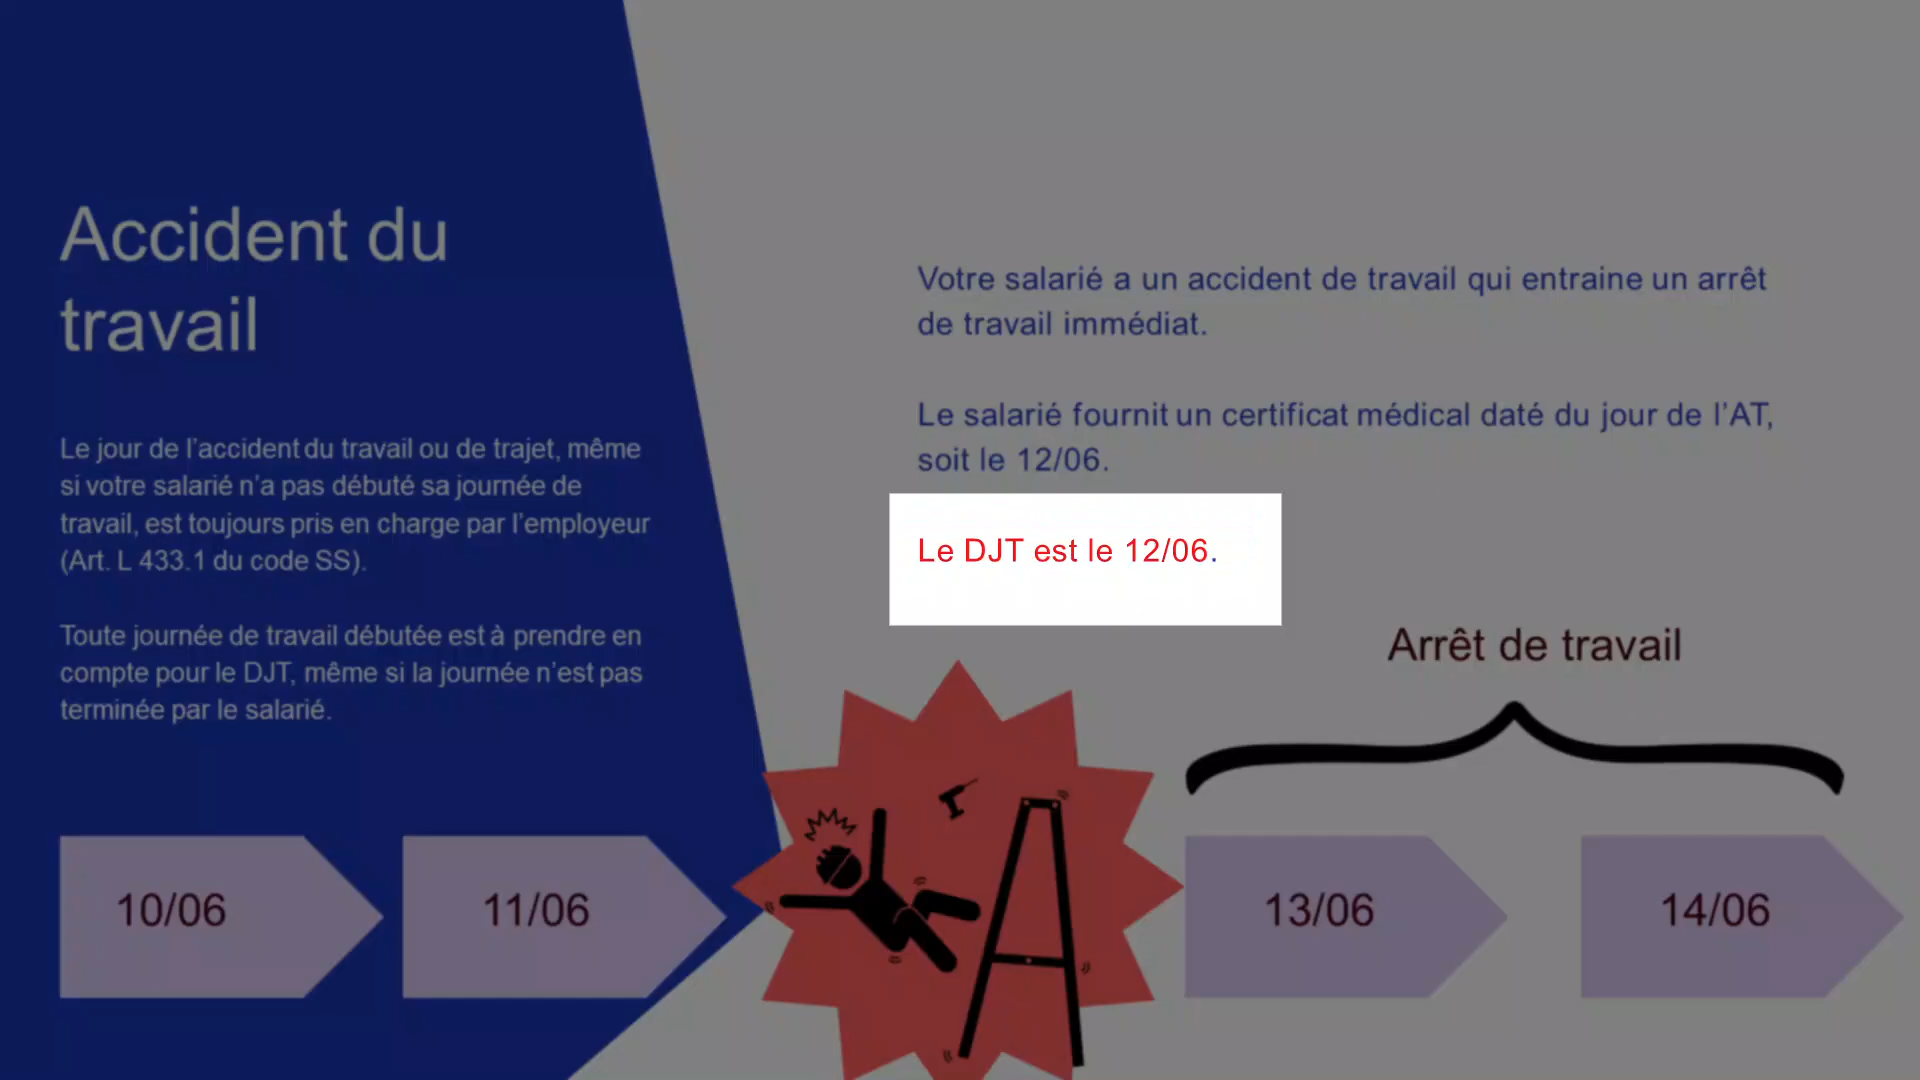 Accident du
travail
Le jour de l’accident du travail ou de trajet, même
si votre salarié n’a pas débuté sa journée de
travail, est toujours pris en charge par l’employeur
(Art. L 433.1 du code SS).
Toute journée de travail débutée est à prendre en
compte pour le DJT, même si la journée n’est pas
terminée par le salarié.
Votre salarié a un accident de travail qui entraine un arrêt
de travail immédiat.
Le salarié fournit un certificat médical daté du jour de l’AT,
soit le 12/06.
Le DJT est le 12/06.
Arrêt de travail
10/06
11/06
13/06
14/06